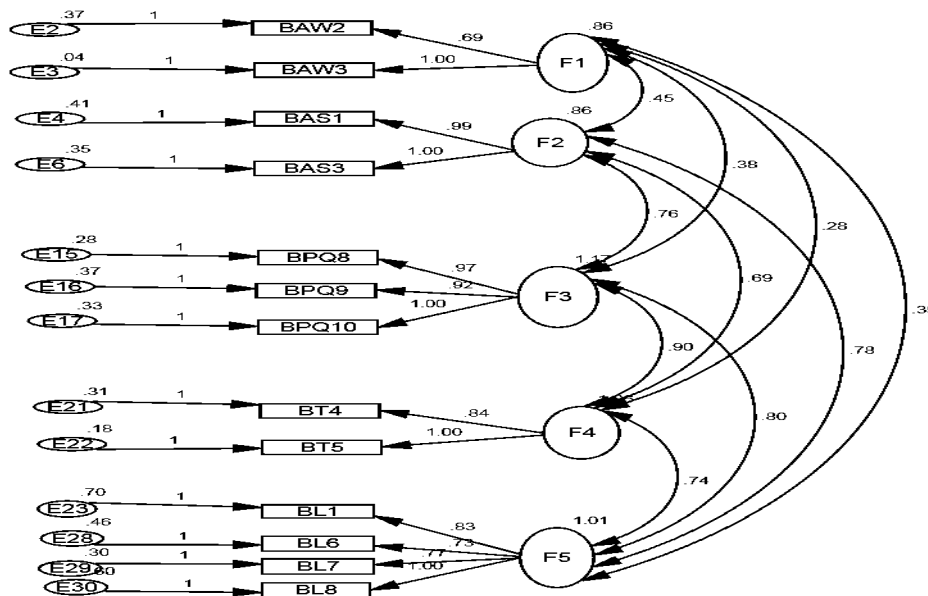 .37 1 .86
E2 BAW2
.69
.04 1 1.00 F1
E3 BAW3
.41 1 .86 .45
E4 BAS1
.99 F2
.35 1 1.00 .38
E6 BAS3
.76 .28
.28 1 1.17
E15 BPQ8
.37 1 .97
E16 BPQ9 .92 F3 .69
.33 1 1.00
E17 BPQ10
.90 .78
.31 1
E21 BT4 .84
.18 1 1.00 F4 .80
E22 BT5
.74
.70 1
E23 BL1 .83 1.01
.46 1
E28 BL6 .73
.30 1 .77 F5
E29 BL7 1.00
.60 1
E30 BL8